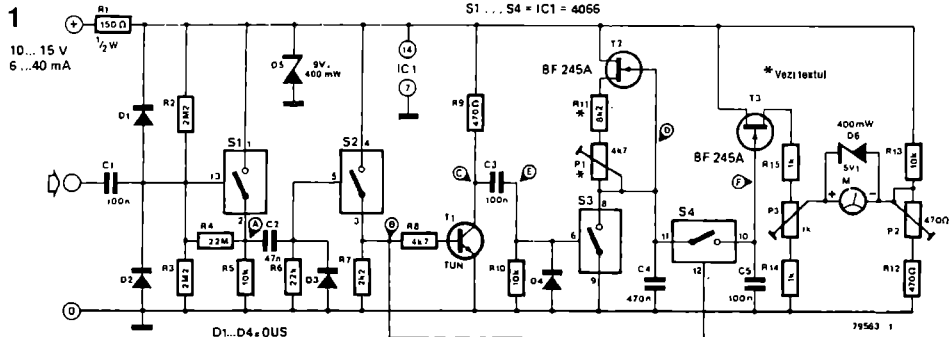 1
S1 ... S4 = IC1 = 4066
+
R1
150Ω
½ W
10... 15 V
6 ...40 mA
D1
R2
2M2
D5
9V
400 mW
14
IC 1
7
R9
470Ω
T2
BF 245A
R11
*
8k2
P1
*
4k7
D
* Vezi textul
T3
BF 245A
F
400mW
D6
5V1
M
+
-
R15
1k
P3
1k
R14
1k
R13
10k
470Ω
P2
R12
470Ω
C1
100n
13
S1
1
2
R4
22M
A
C2
47n
R3
2M2
R5
10k
R6
22k
D2
D3
S2
4
5
3
B
R7
2k2
R8
4k7
T1
TUN
C
C3
100n
E
R10
10k
D4
S3
8
6
9
C4
470n
S4
11
10
12
C5
100n
0
D1...D4=DUS
79563 1